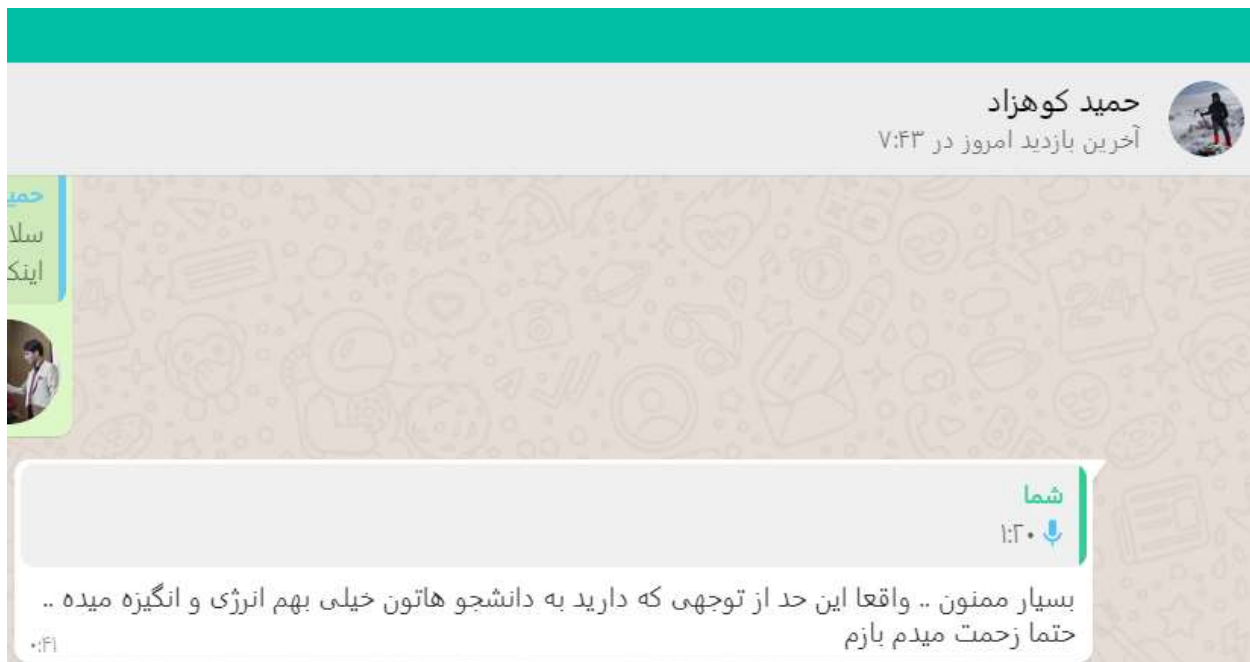 حمید کوهزاد
آخرین بازدید امروز در ۷:۴۳
شما
۱:۲۰
بسیار ممنون .. واقعا این حد از توجهی که دارید به دانشجو هاتون خیلی بهم انرژی و انگیزه میده ..
حتما زحمت میدم بازم
۰:۴۱